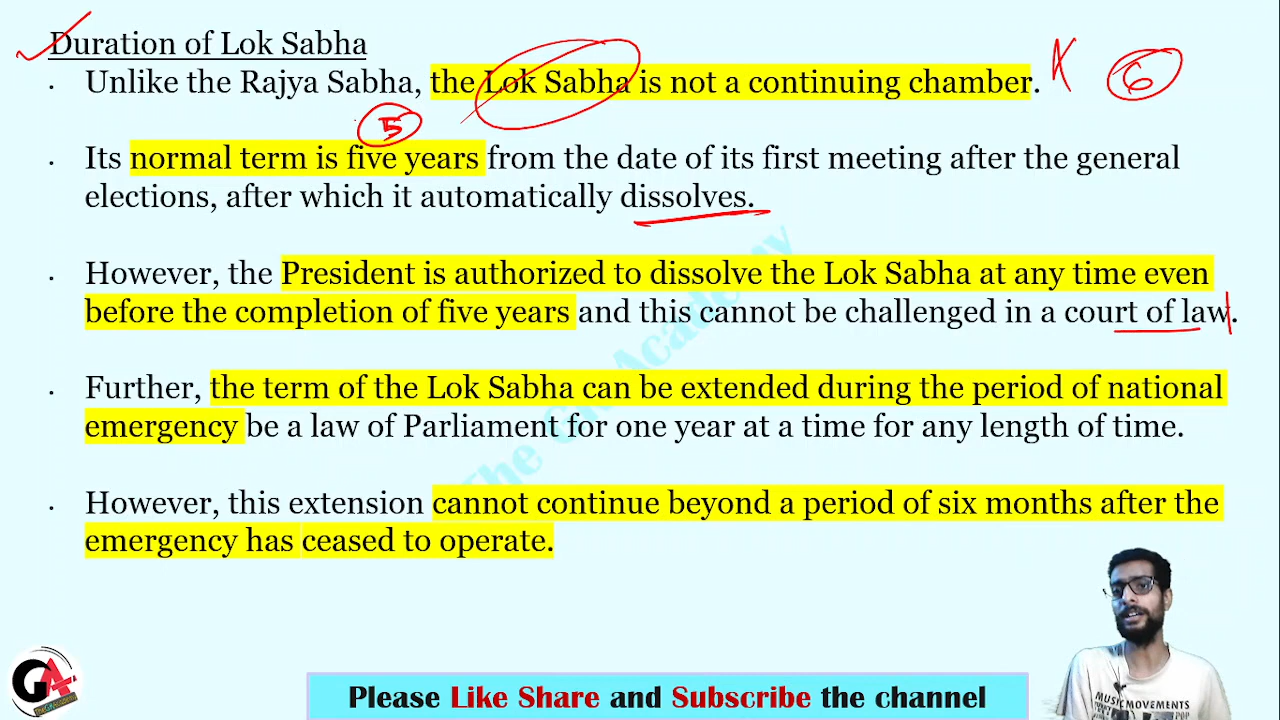 Duration of Lok Sabha
· Unlike the Rajya Sabha, the Lok Sabha is not a continuing chamber.
6
5
· Its normal term is five years from the date of its first meeting after the general
elections, after which it automatically dissolves.
· However, the President is authorized to dissolve the Lok Sabha at any time even
before the completion of five years and this cannot be challenged in a court of law.
· Further, the term of the Lok Sabha can be extended during the period of national
emergency be a law of Parliament for one year at a time for any length of time.
· However, this extension cannot continue beyond a period of six months after the
emergency has ceased to operate.
GA
Please Like Share and Subscribe the channel
MUSIC MOVEMENTS